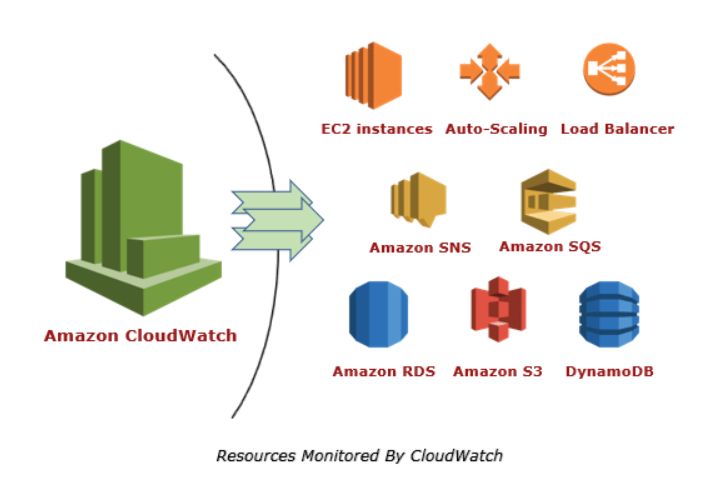 EC2 instances
Auto-Scaling
Load Balancer
Amazon SNS
Amazon SQS
Amazon CloudWatch
Amazon RDS
Amazon S3
DynamoDB
Resources Monitored By CloudWatch